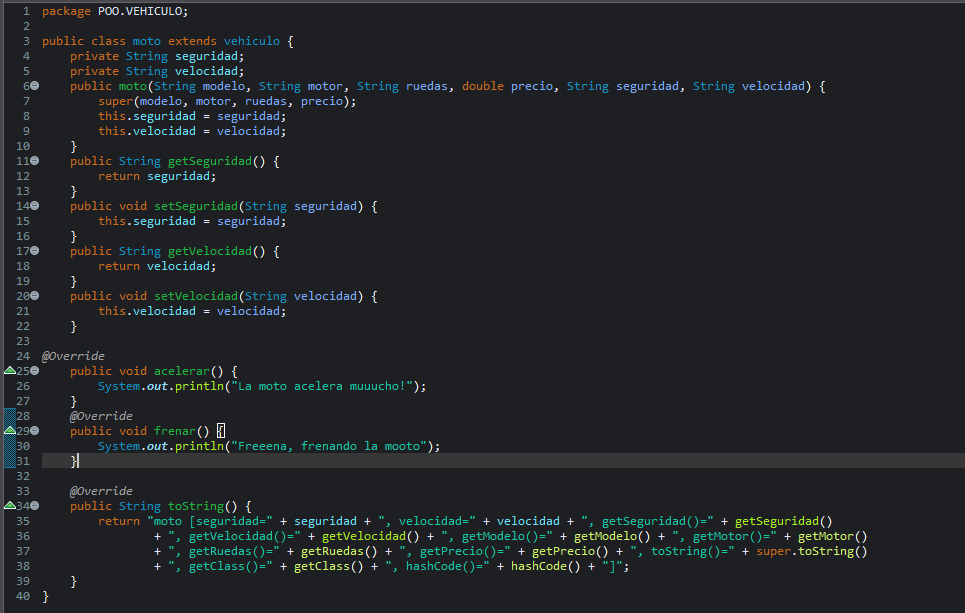 1 package POO.VEHICULO;
2
3 public class moto extends vehiculo {
4     private String seguridad;
5     private String velocidad;
6     public moto(String modelo, String motor, String ruedas, double precio, String seguridad, String velocidad) {
7         super(modelo, motor, ruedas, precio);
8         this.seguridad = seguridad;
9         this.velocidad = velocidad;
10     }
11     public String getSeguridad() {
12         return seguridad;
13     }
14     public void setSeguridad(String seguridad) {
15         this.seguridad = seguridad;
16     }
17     public String getVelocidad() {
18         return velocidad;
19     }
20     public void setVelocidad(String velocidad) {
21         this.velocidad = velocidad;
22     }
23
24 @Override
25     public void acelerar() {
26         System.out.println("La moto acelera muuucho!");
27     }
28     @Override
29     public void frenar() {
30         System.out.println("Freeena, frenando la mooto");
31     }
32
33     @Override
34     public String toString() {
35         return "moto [seguridad=" + seguridad + ", velocidad=" + velocidad + ", getSeguridad()=" + getSeguridad()
36                 + ", getVelocidad()=" + getVelocidad() + ", getModelo()=" + getModelo() + ", getMotor()=" + getMotor()
37                 + ", getRuedas()=" + getRuedas() + ", getPrecio()=" + getPrecio() + ", toString()=" + super.toString()
38                 + ", getClass()=" + getClass() + ", hashCode()=" + hashCode() + "]";
39     }
40 }